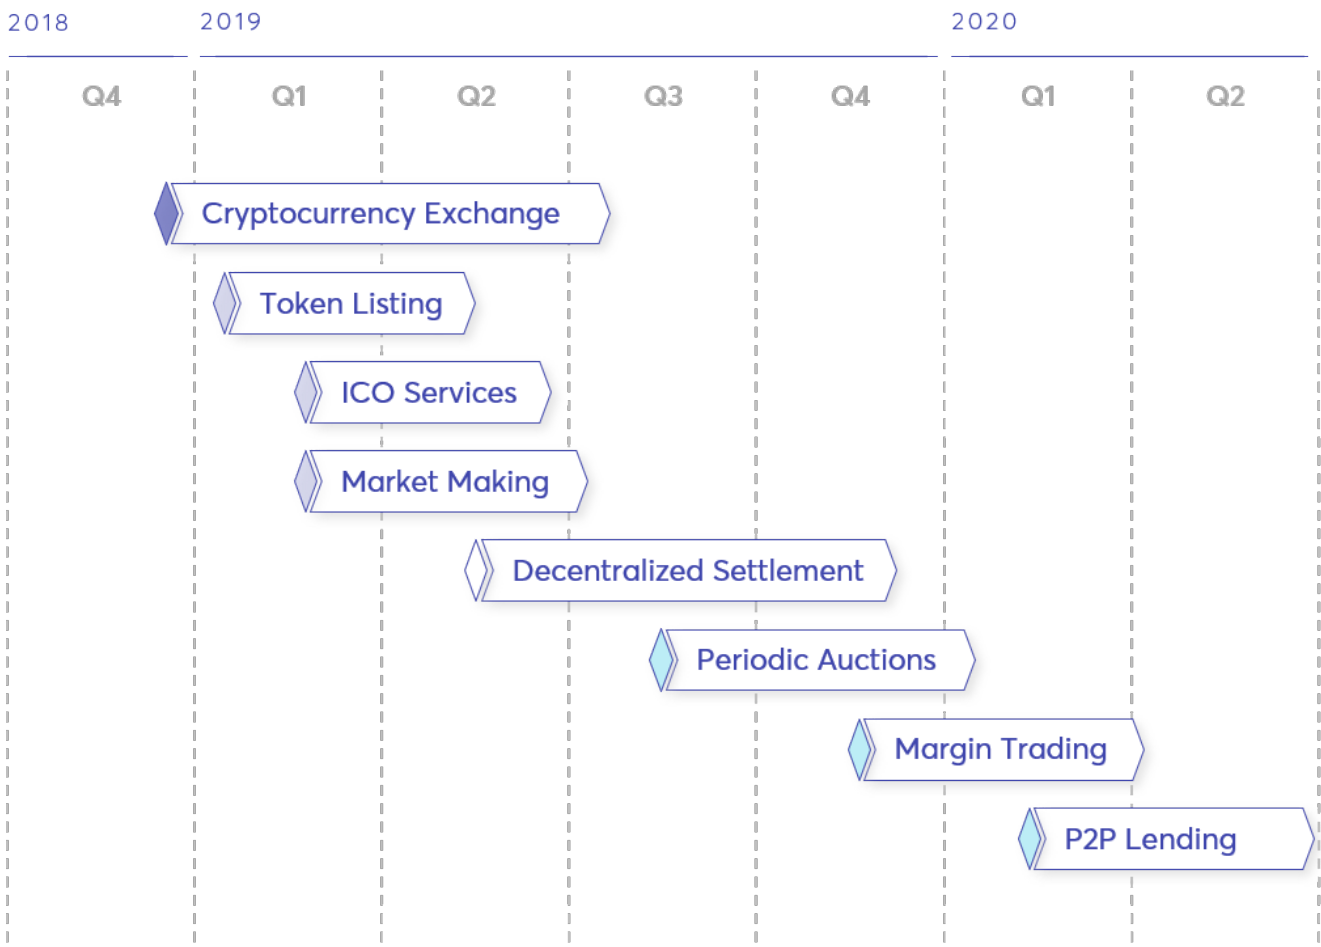 2018 2019 2020
Q4 Q1 Q2 Q3 Q4 Q1 Q2
Cryptocurrency Exchange
Token Listing
ICO Services
Market Making
Decentralized Settlement
Periodic Auctions
Margin Trading
P2P Lending